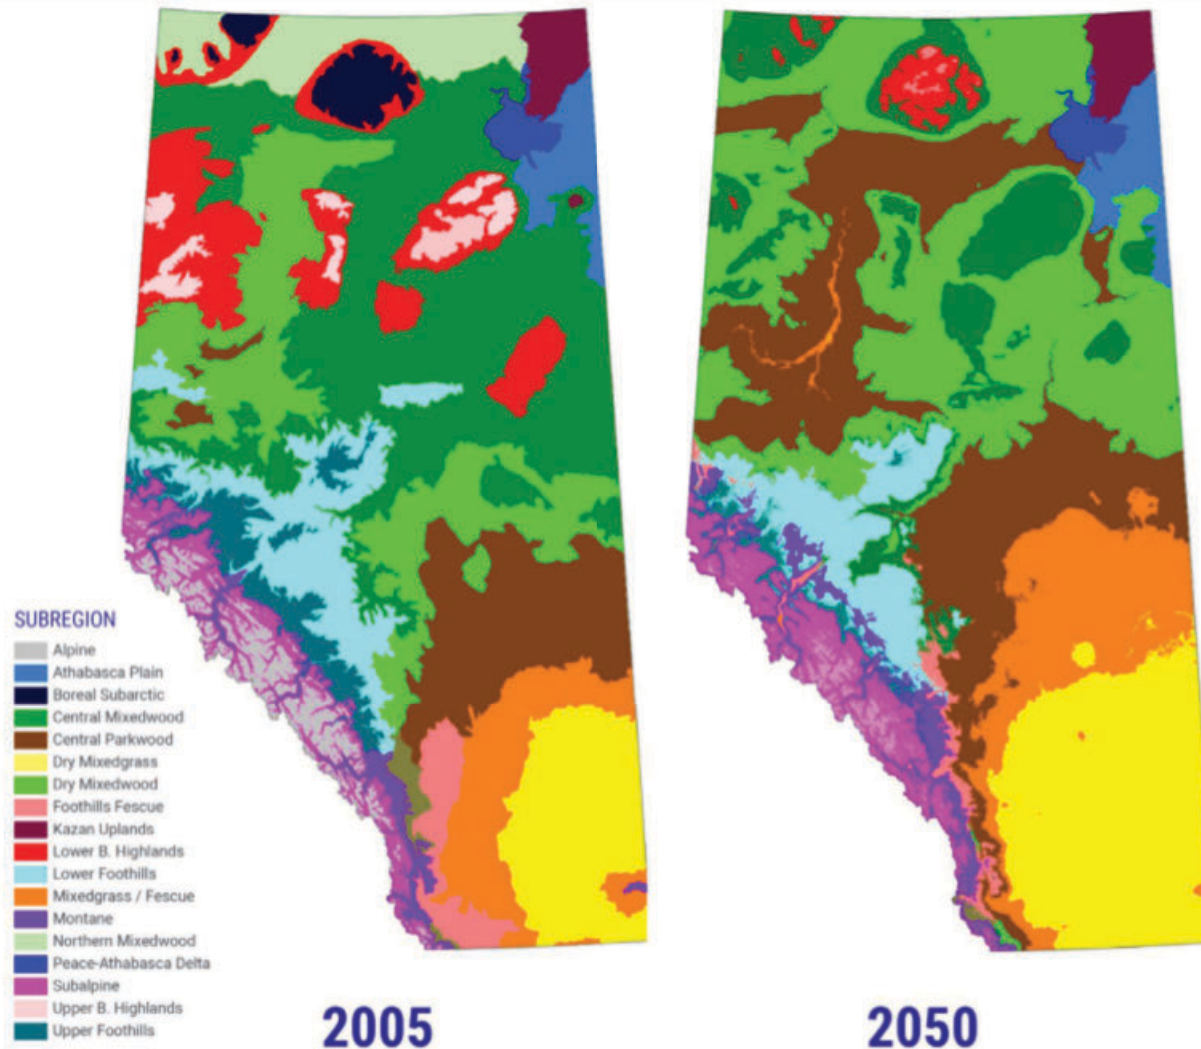 SUBREGION
Alpine
Athabasca Plain
Boreal Subarctic
Central Mixedwood
Central Parkwood
Dry Mixedgrass
Dry Mixedwood
Foothills Fescue
Kazan Uplands
Lower B. Highlands
Lower Foothills
Mixedgrass / Fescue
Montane
Northern Mixedwood
Peace-Athabasca Delta
Subalpine
Upper B. Highlands
Upper Foothills
2005
2050